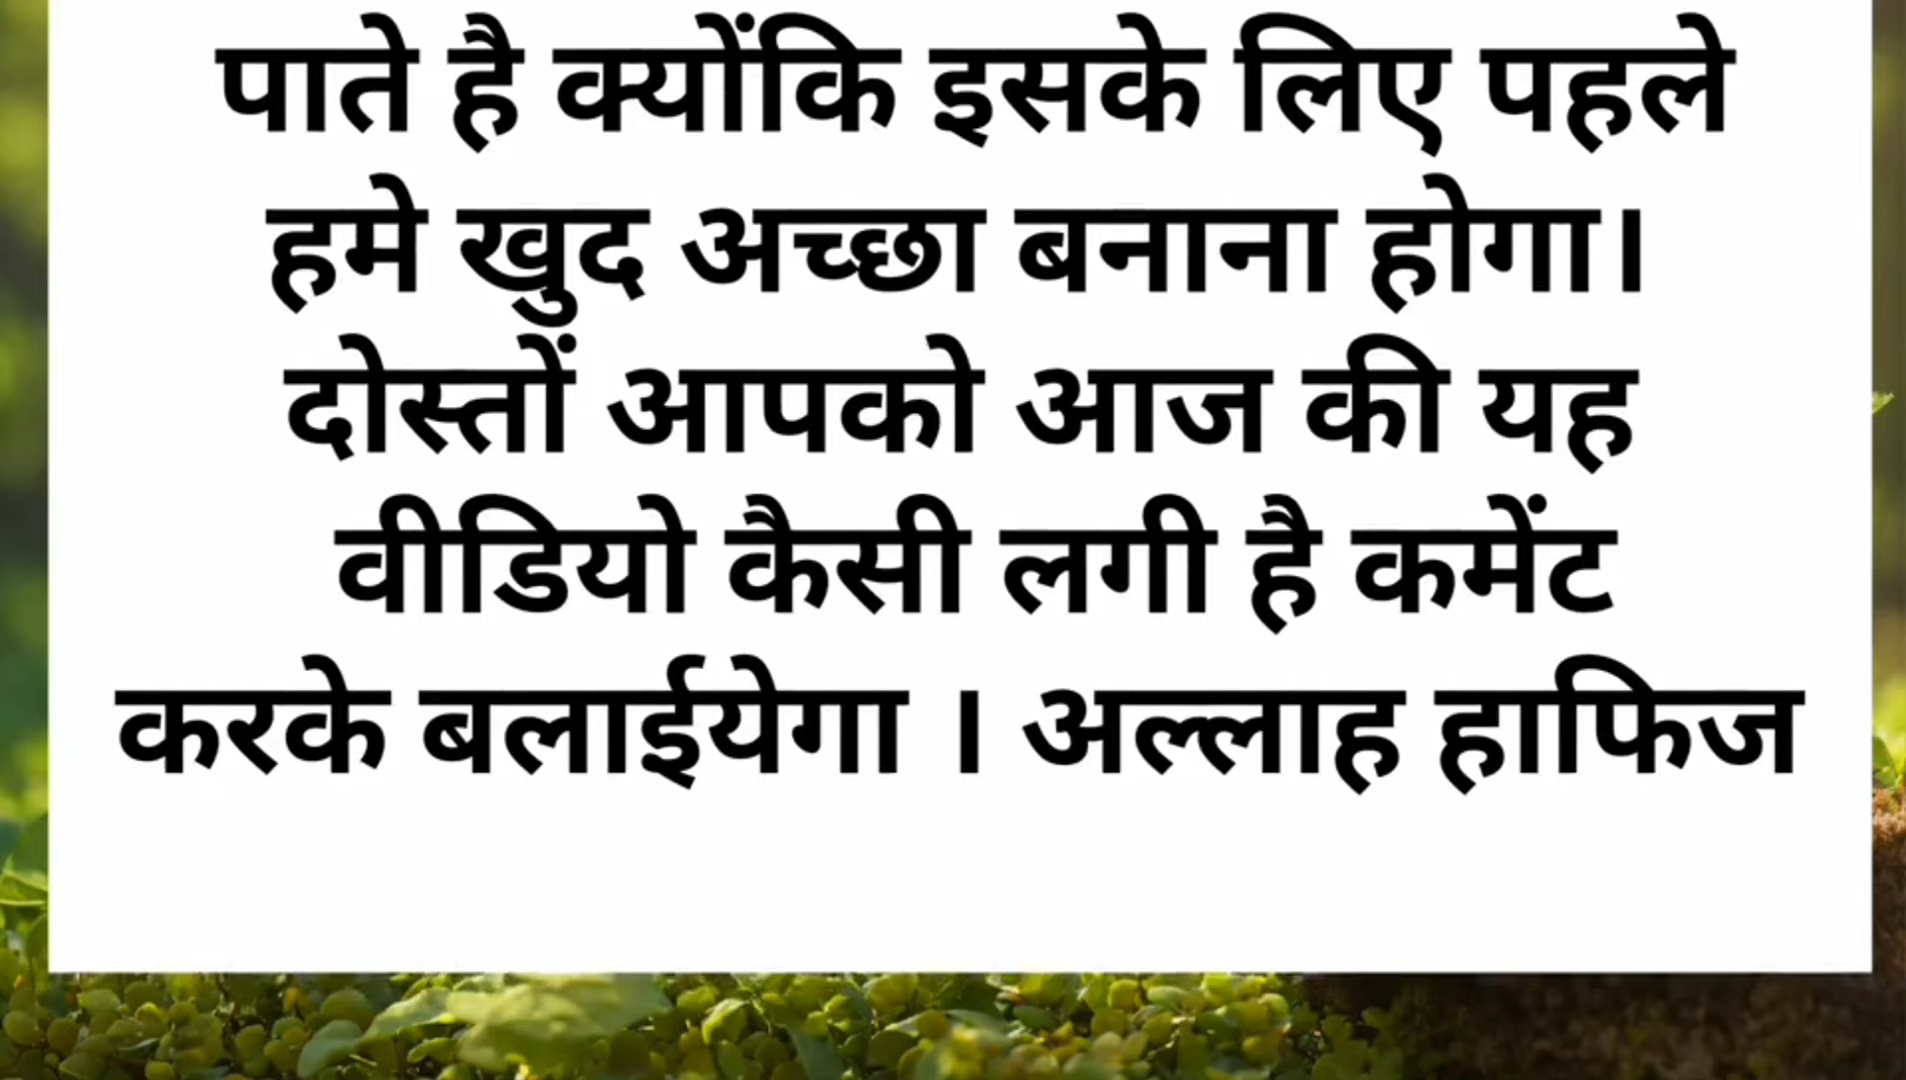 पाते है क्योंकि इसके लिए पहले
हमे खुद अच्छा बनाना होगा।
दोस्तों आपको आज की यह
वीडियो कैसी लगी है कमेंट
करके बलाईयेगा । अल्लाह हाफिज